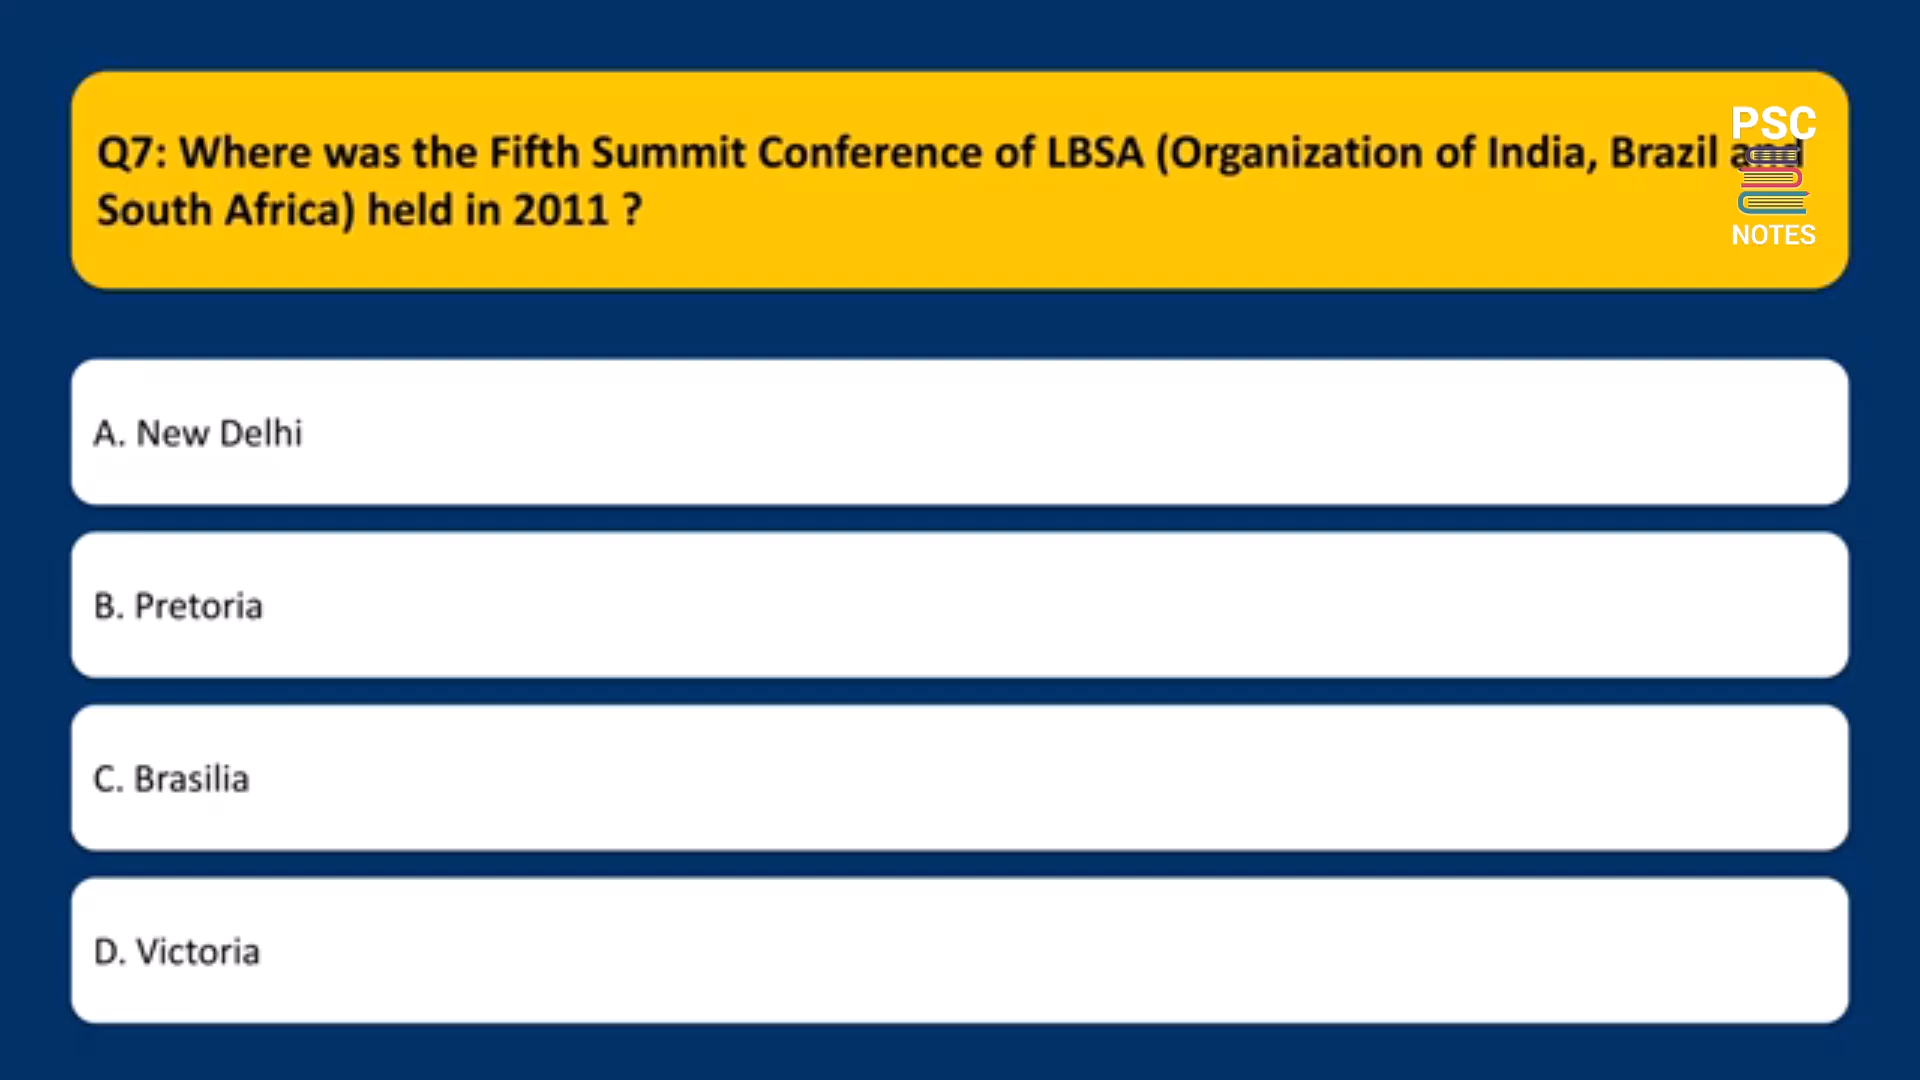 Q7: Where was the Fifth Summit Conference of LBSA (Organization of India, Brazil and
South Africa) held in 2011 ?
PSC
NOTES
A. New Delhi
B. Pretoria
C. Brasilia
D. Victoria